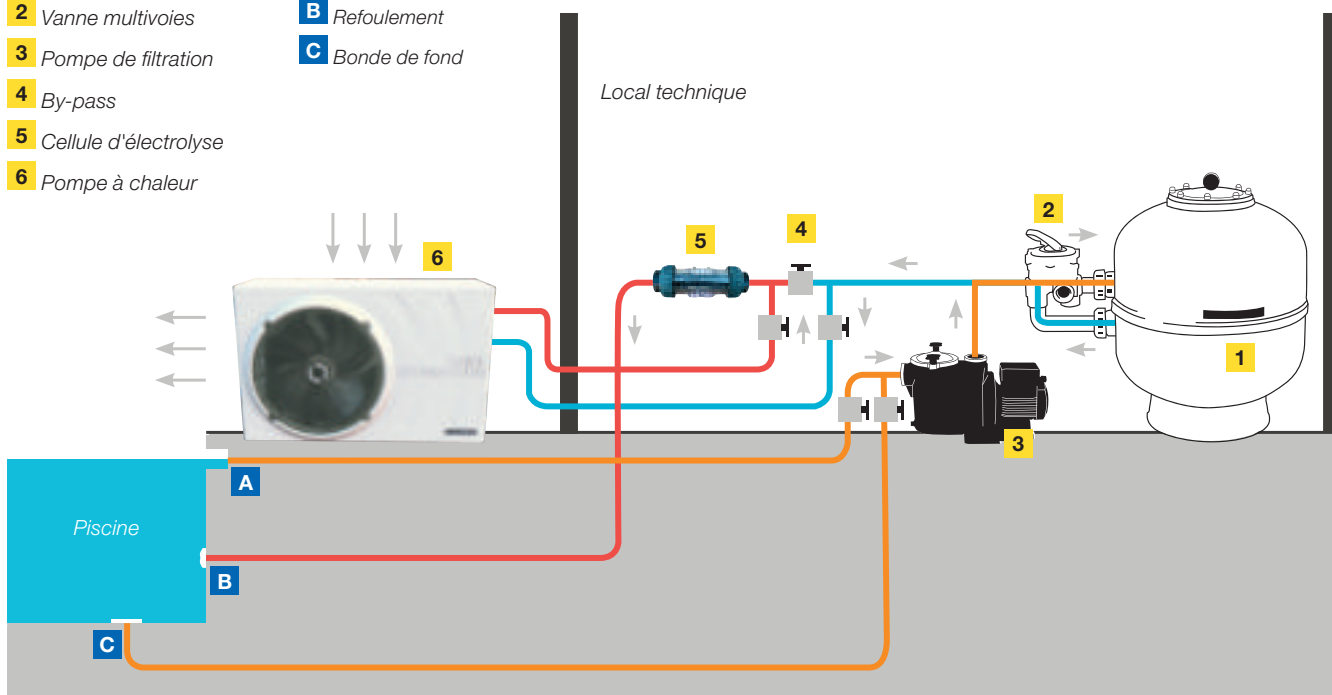 2 Vanne multivoies
3 Pompe de filtration
4 By-pass
5 Cellule d'électrolyse
6 Pompe à chaleur
B Refoulement
C Bonde de fond
Local technique
6
5
4
2
1
3
A
Piscine
B
C